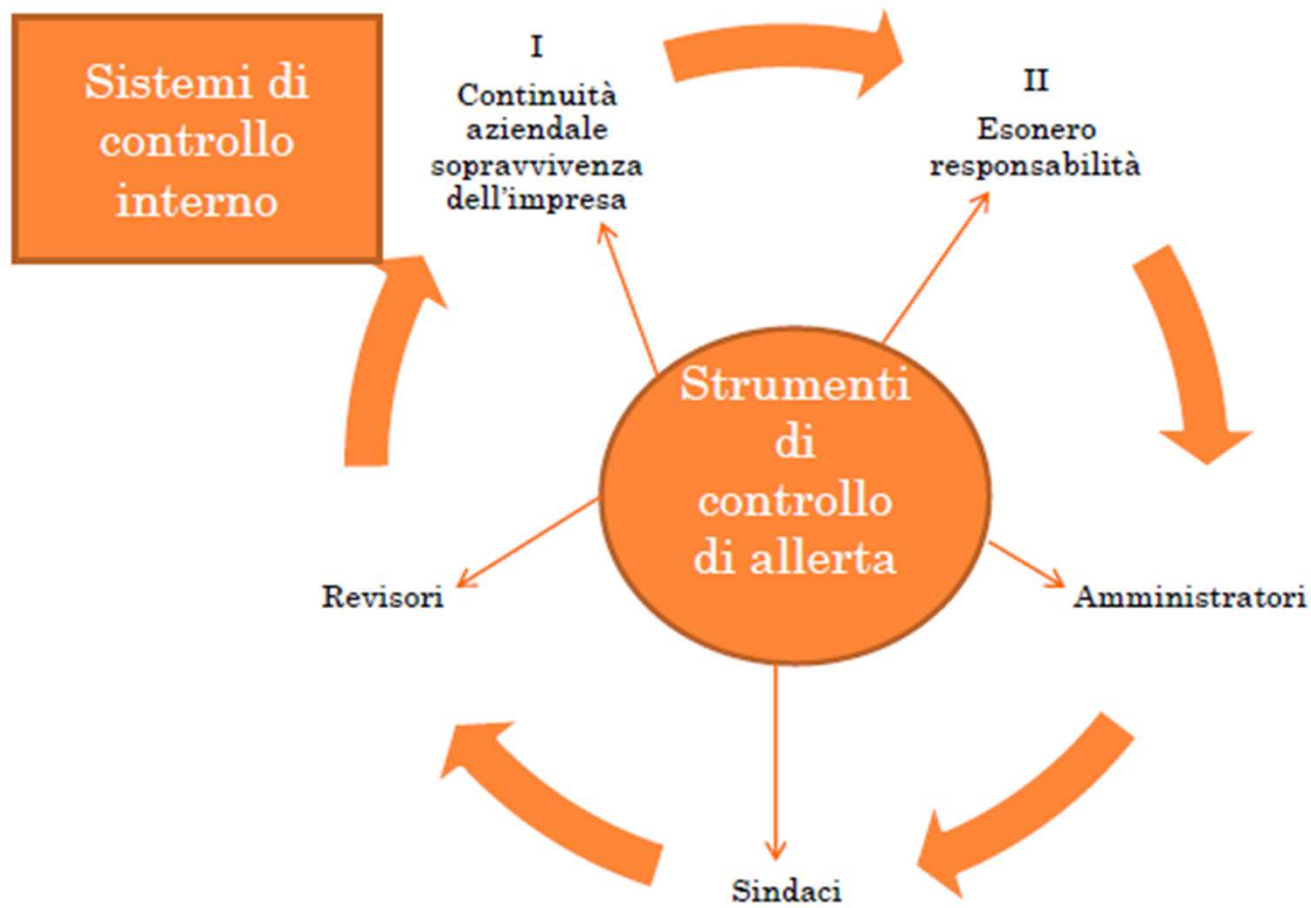 Sistemi di
controllo
interno
I
Continuità
aziendale
sopravvivenza
dell'impresa
II
Esonero
responsabilità
Strumenti
di
controllo
di allerta
Revisori
Amministratori
Sindaci